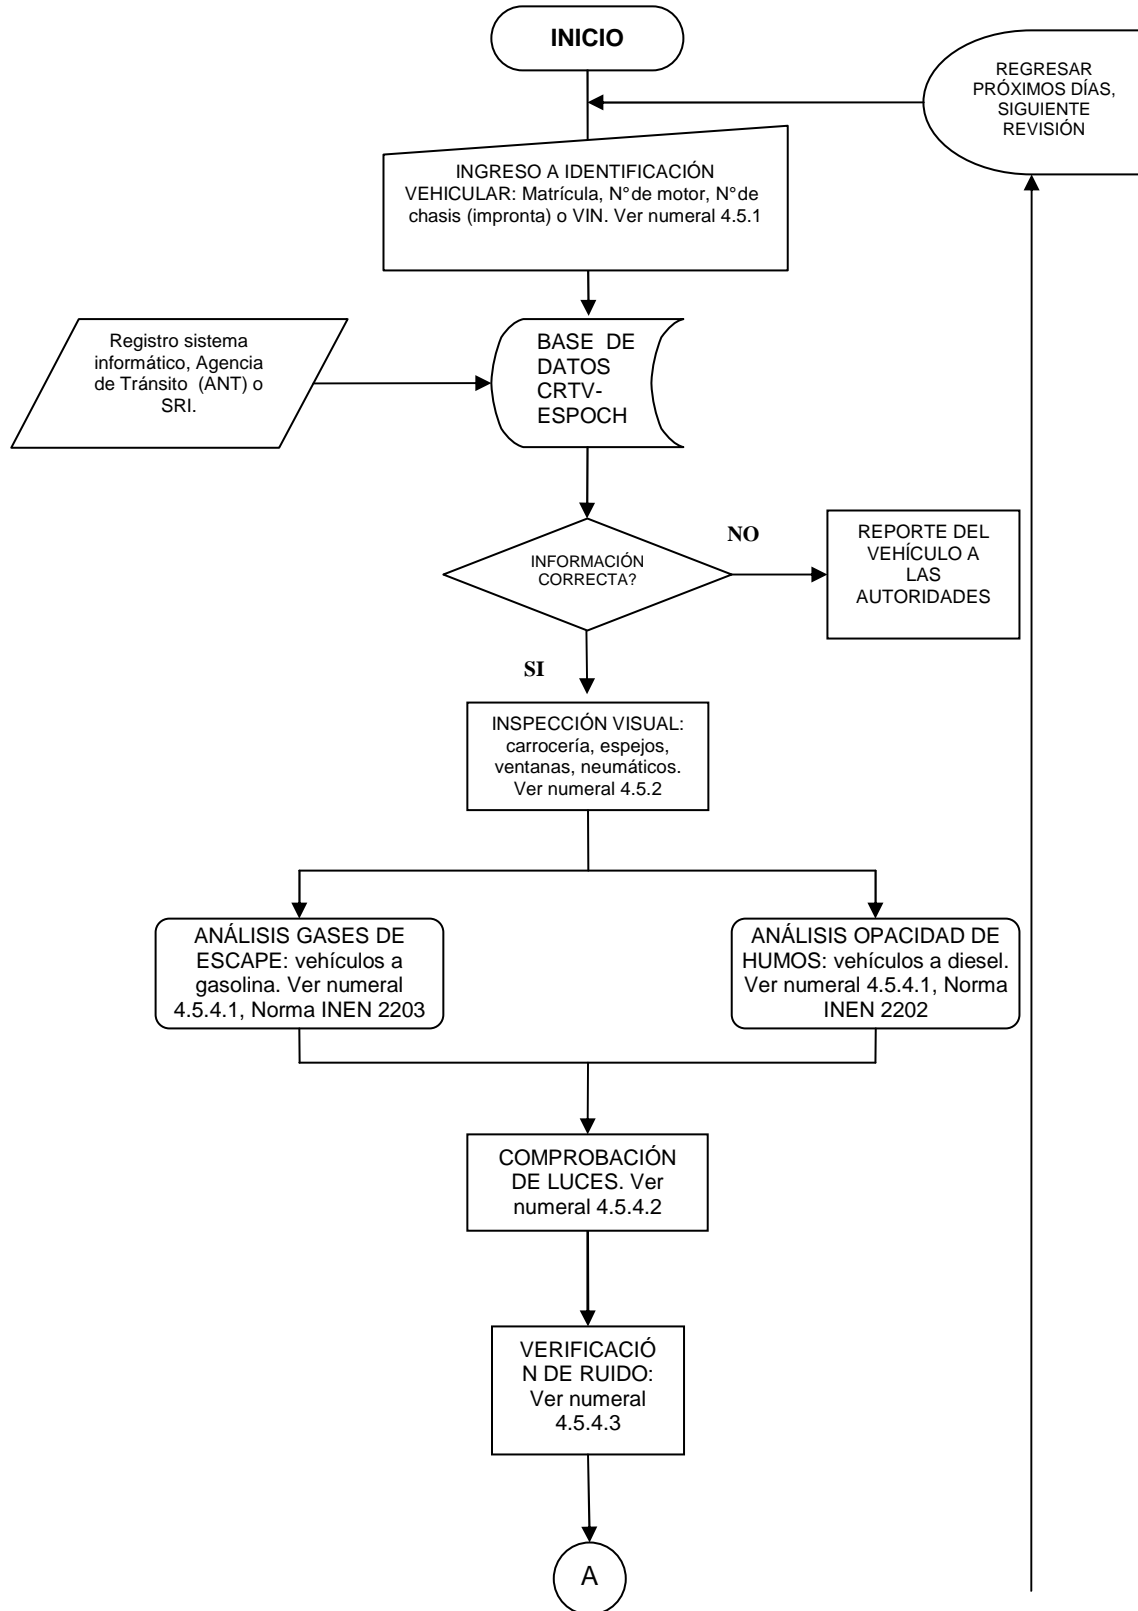 INICIO
REGRESAR
PRÓXIMOS DÍAS,
SIGUIENTE
REVISIÓN
INGRESO A IDENTIFICACIÓN
VEHICULAR: Matrícula, N° de motor, N° de
chasis (impronta) o VIN. Ver numeral 4.5.1
Registro sistema
informático, Agencia
de Tránsito (ANT) o
SRI.
BASE DE
DATOS
CRTV-
ESPOCH
INFORMACIÓN
CORRECTA?
NO
REPORTE DEL
VEHÍCULO A
LAS
AUTORIDADES
SI
INSPECCIÓN VISUAL:
carrocería, espejos,
ventanas, neumáticos.
Ver numeral 4.5.2
ANÁLISIS GASES DE
ESCAPE: vehículos a
gasolina. Ver numeral
4.5.4.1, Norma INEN 2203
ANÁLISIS OPACIDAD DE
HUMOS: vehículos a diesel.
Ver numeral 4.5.4.1, Norma
INEN 2202
COMPROBACIÓN
DE LUCES. Ver
numeral 4.5.4.2
VERIFICACIÓ
N DE RUIDO:
Ver numeral
4.5.4.3
A